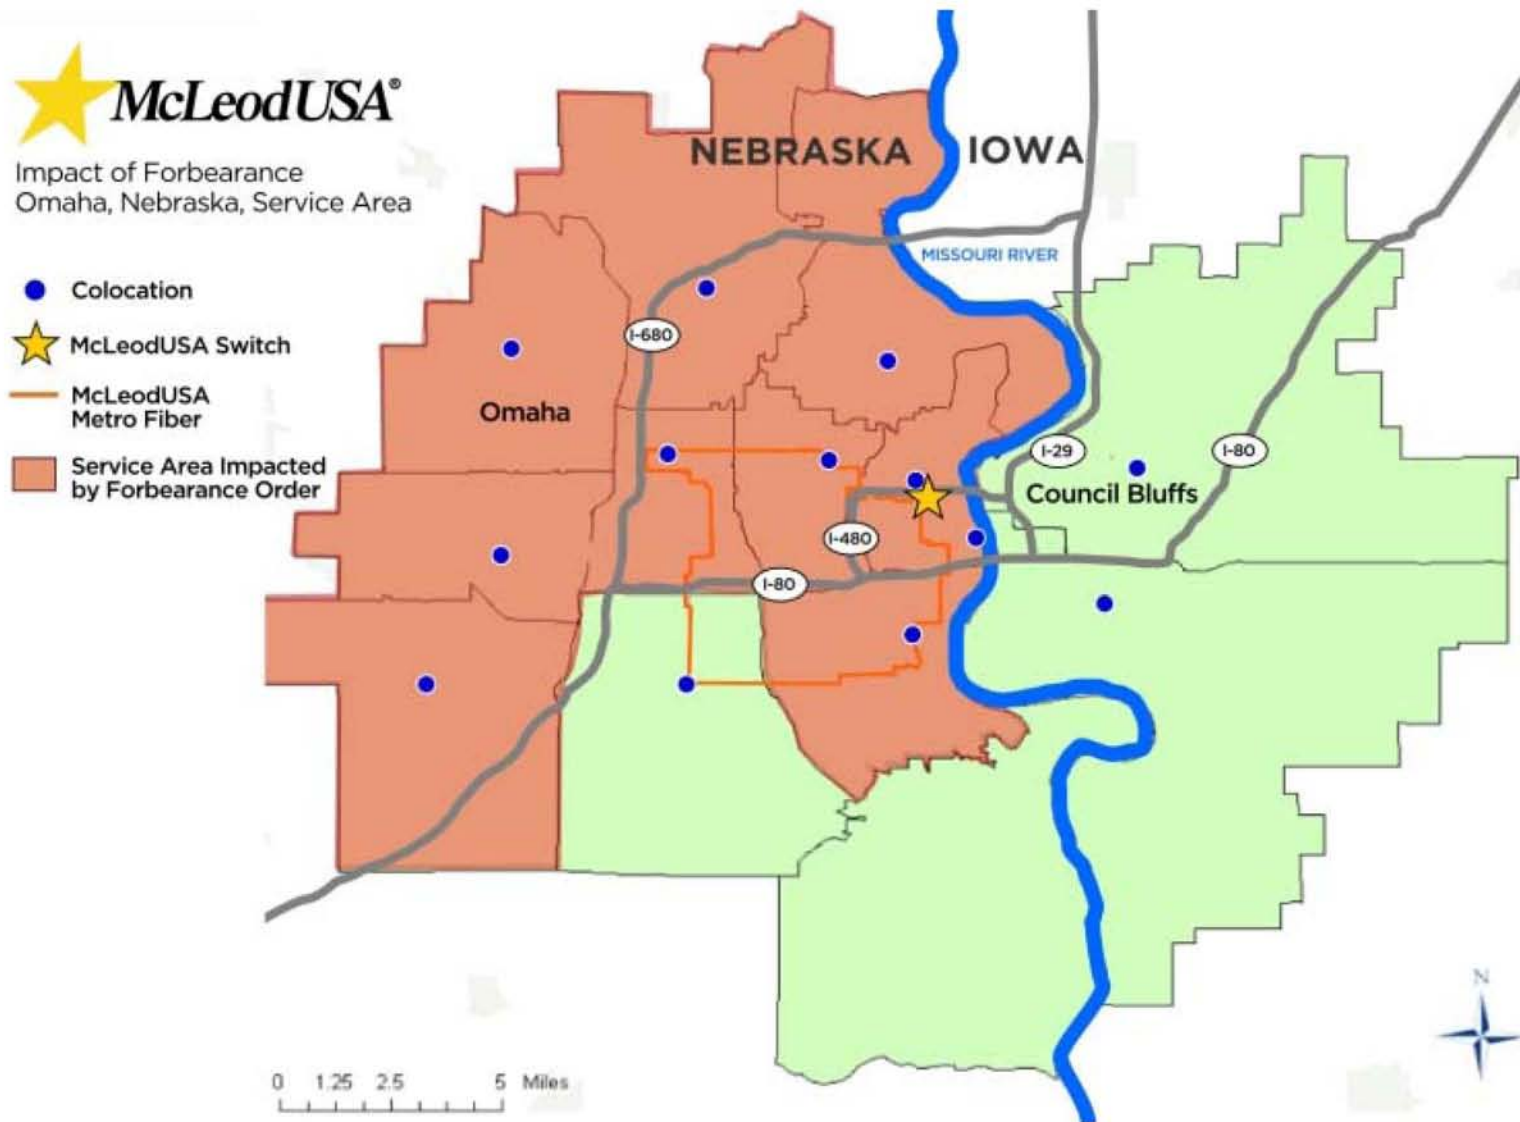 McLeodUSA®
Impact of Forbearance
Omaha, Nebraska, Service Area
Colocation
McLeodUSA Switch
McLeodUSA
Metro Fiber
Service Area Impacted
by Forbearance Order
NEBRASKA
IOWA
MISSOURI RIVER
I-680
Omaha
I-29
I-80
Council Bluffs
I-480
I-80
N
0 1.25 2.5 5 Miles